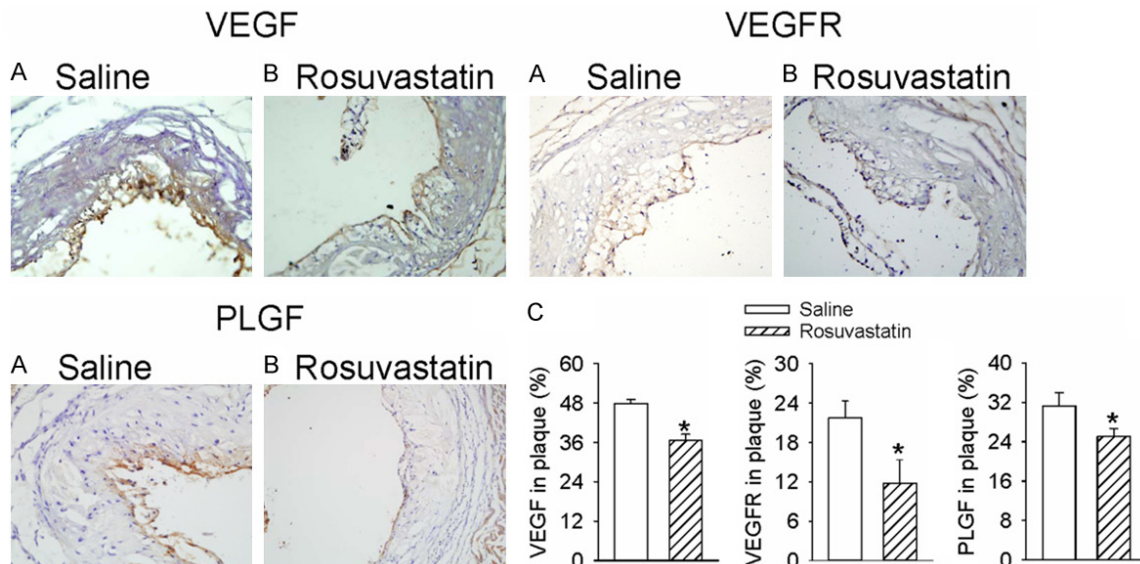 VEGF
VEGFR
A Saline
B Rosuvastatin
A Saline
B Rosuvastatin
PLGF
A Saline
B Rosuvastatin
C
Saline
Rosuvastatin
VEGF in plaque (%)
60
48
36
24
12
0
*
VEGFR in plaque (%)
30
24
18
12
6
0
*
PLGF in plaque (%)
40
32
24
16
8
0
*